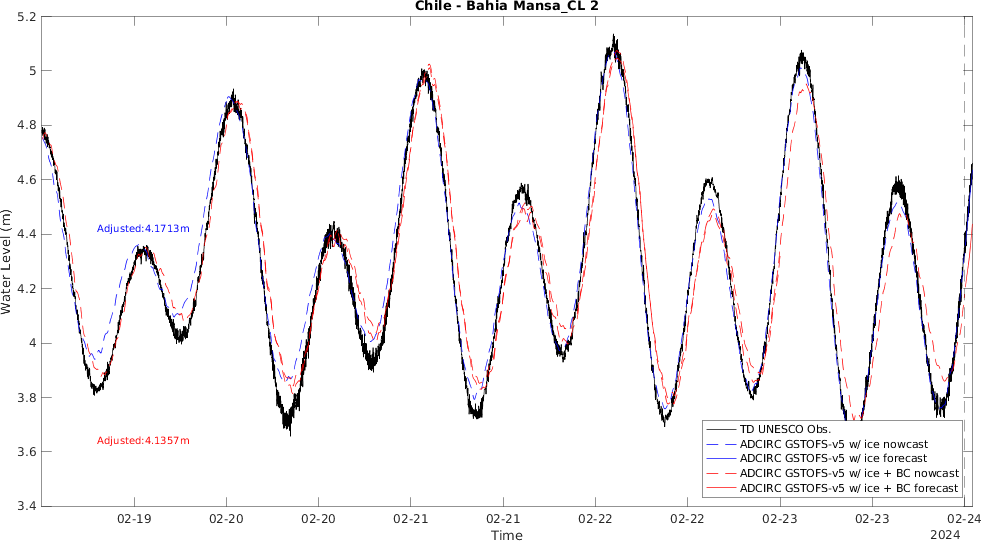 Chile - Bahia Mansa_CL 2
5.2
5
4.8
4.6
4.4
4.2
4
3.8
3.6
3.4
Water Level (m)
Adjusted:4.1713m
Adjusted:4.1357m
TD UNESCO Obs.
ADCIRC GSTOFS-v5 w/ ice nowcast
ADCIRC GSTOFS-v5 w/ ice forecast
ADCIRC GSTOFS-v5 w/ ice + BC nowcast
ADCIRC GSTOFS-v5 w/ ice + BC forecast
02-19 02-20 02-20 02-21 02-21 02-22 02-22 02-23 02-23 02-24
Time
2024